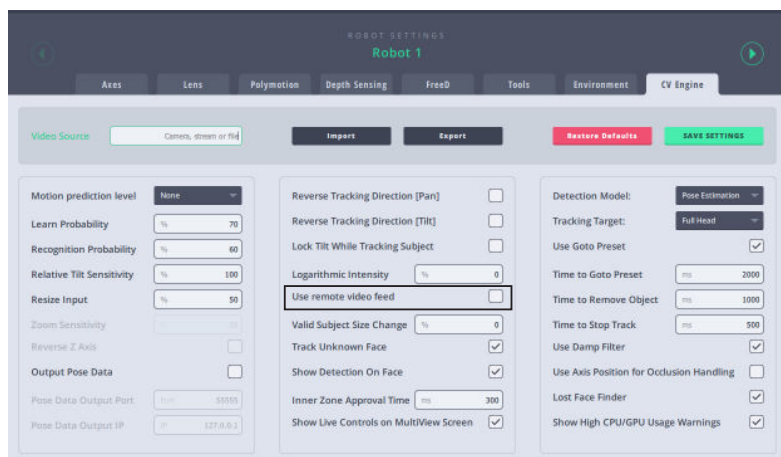 ROBOT SETTINGS
Robot 1
Axes Lens Polymotion Depth Sensing FreeD Tools Environment CV Engine
Video Source Camera, stream or file Import Export Restore Defaults SAVE SETTINGS
Motion prediction level None
Learn Probability % 70
Recognition Probability % 60
Relative Tilt Sensitivity % 100
Resize Input % 50
Zoom Sensitivity
Reverse Z Axis
Output Pose Data
Pose Data Output Port Port 55555
Pose Data Output IP IP 127.0.0.1
Reverse Tracking Direction [Pan]
Reverse Tracking Direction [Tilt]
Lock Tilt While Tracking Subject
Logarithmic Intensity % 0
Use remote video feed
Valid Subject Size Change % 0
Track Unknown Face
Show Detection On Face
Inner Zone Approval Time ms 300
Show Live Controls on MultiView Screen
Detection Model: Pose Estimation
Tracking Target: Full Head
Use Goto Preset
Time to Goto Preset ms 2000
Time to Remove Object ms 1000
Time to Stop Track ms 500
Use Damp Filter
Use Axis Position for Occlusion Handling
Lost Face Finder
Show High CPU/GPU Usage Warnings